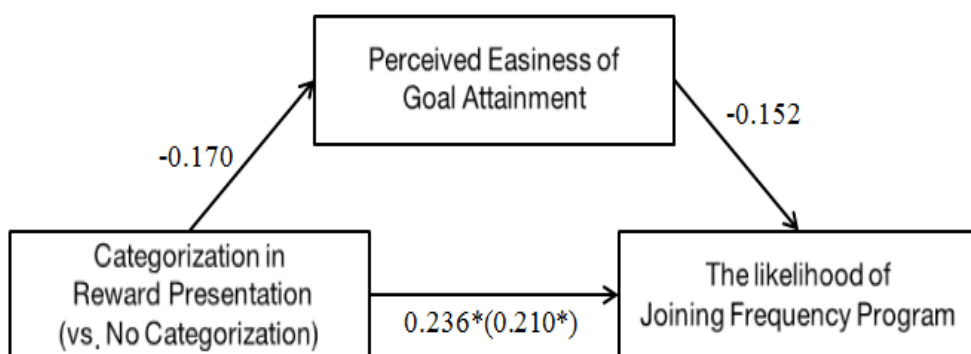 Perceived Easiness of
Goal Attainment
-0.170
-0.152
Categorization in
Reward Presentation
(vs. No Categorization)
0.236*(0.210*)
The likelihood of
Joining Frequency Program